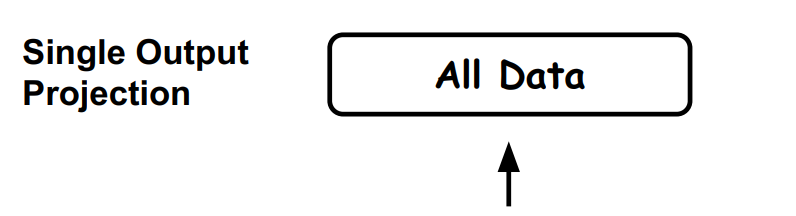 Single Output
Projection
All Data